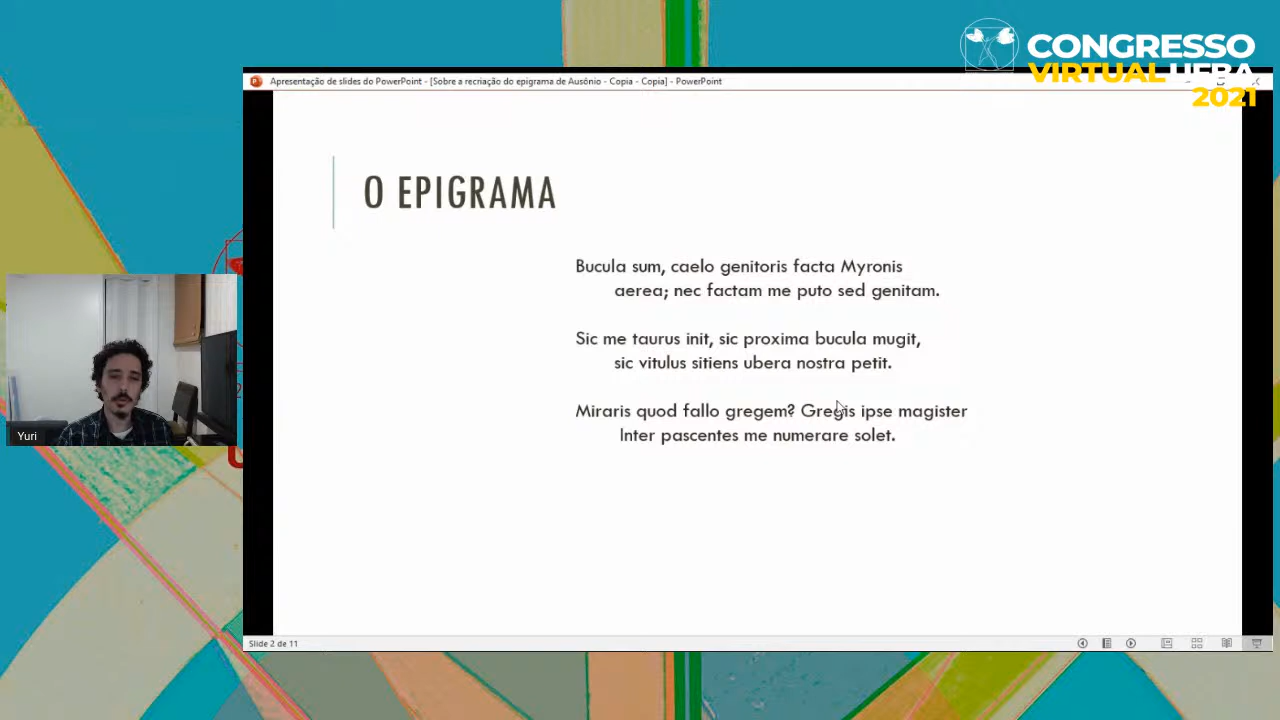 CONGRESSO
VIRTUAL UFBA
2021
Apresentação de slides do PowerPoint - [Sobre a recriação do epigrama de Ausônio - Copia - Copia] - PowerPoint
O EPIGRAMA
Bucula sum, caelo genitoris facta Myronis
aerea; nec factam me puto sed genitam.
Sic me taurus init, sic proxima bucula mugit,
sic vitulus sitiens ubera nostra petit.
Miraris quod fallo gregem? Gregis ipse magister
Inter pascentes me numerare solet.
Yuri
Slide 2 de 11